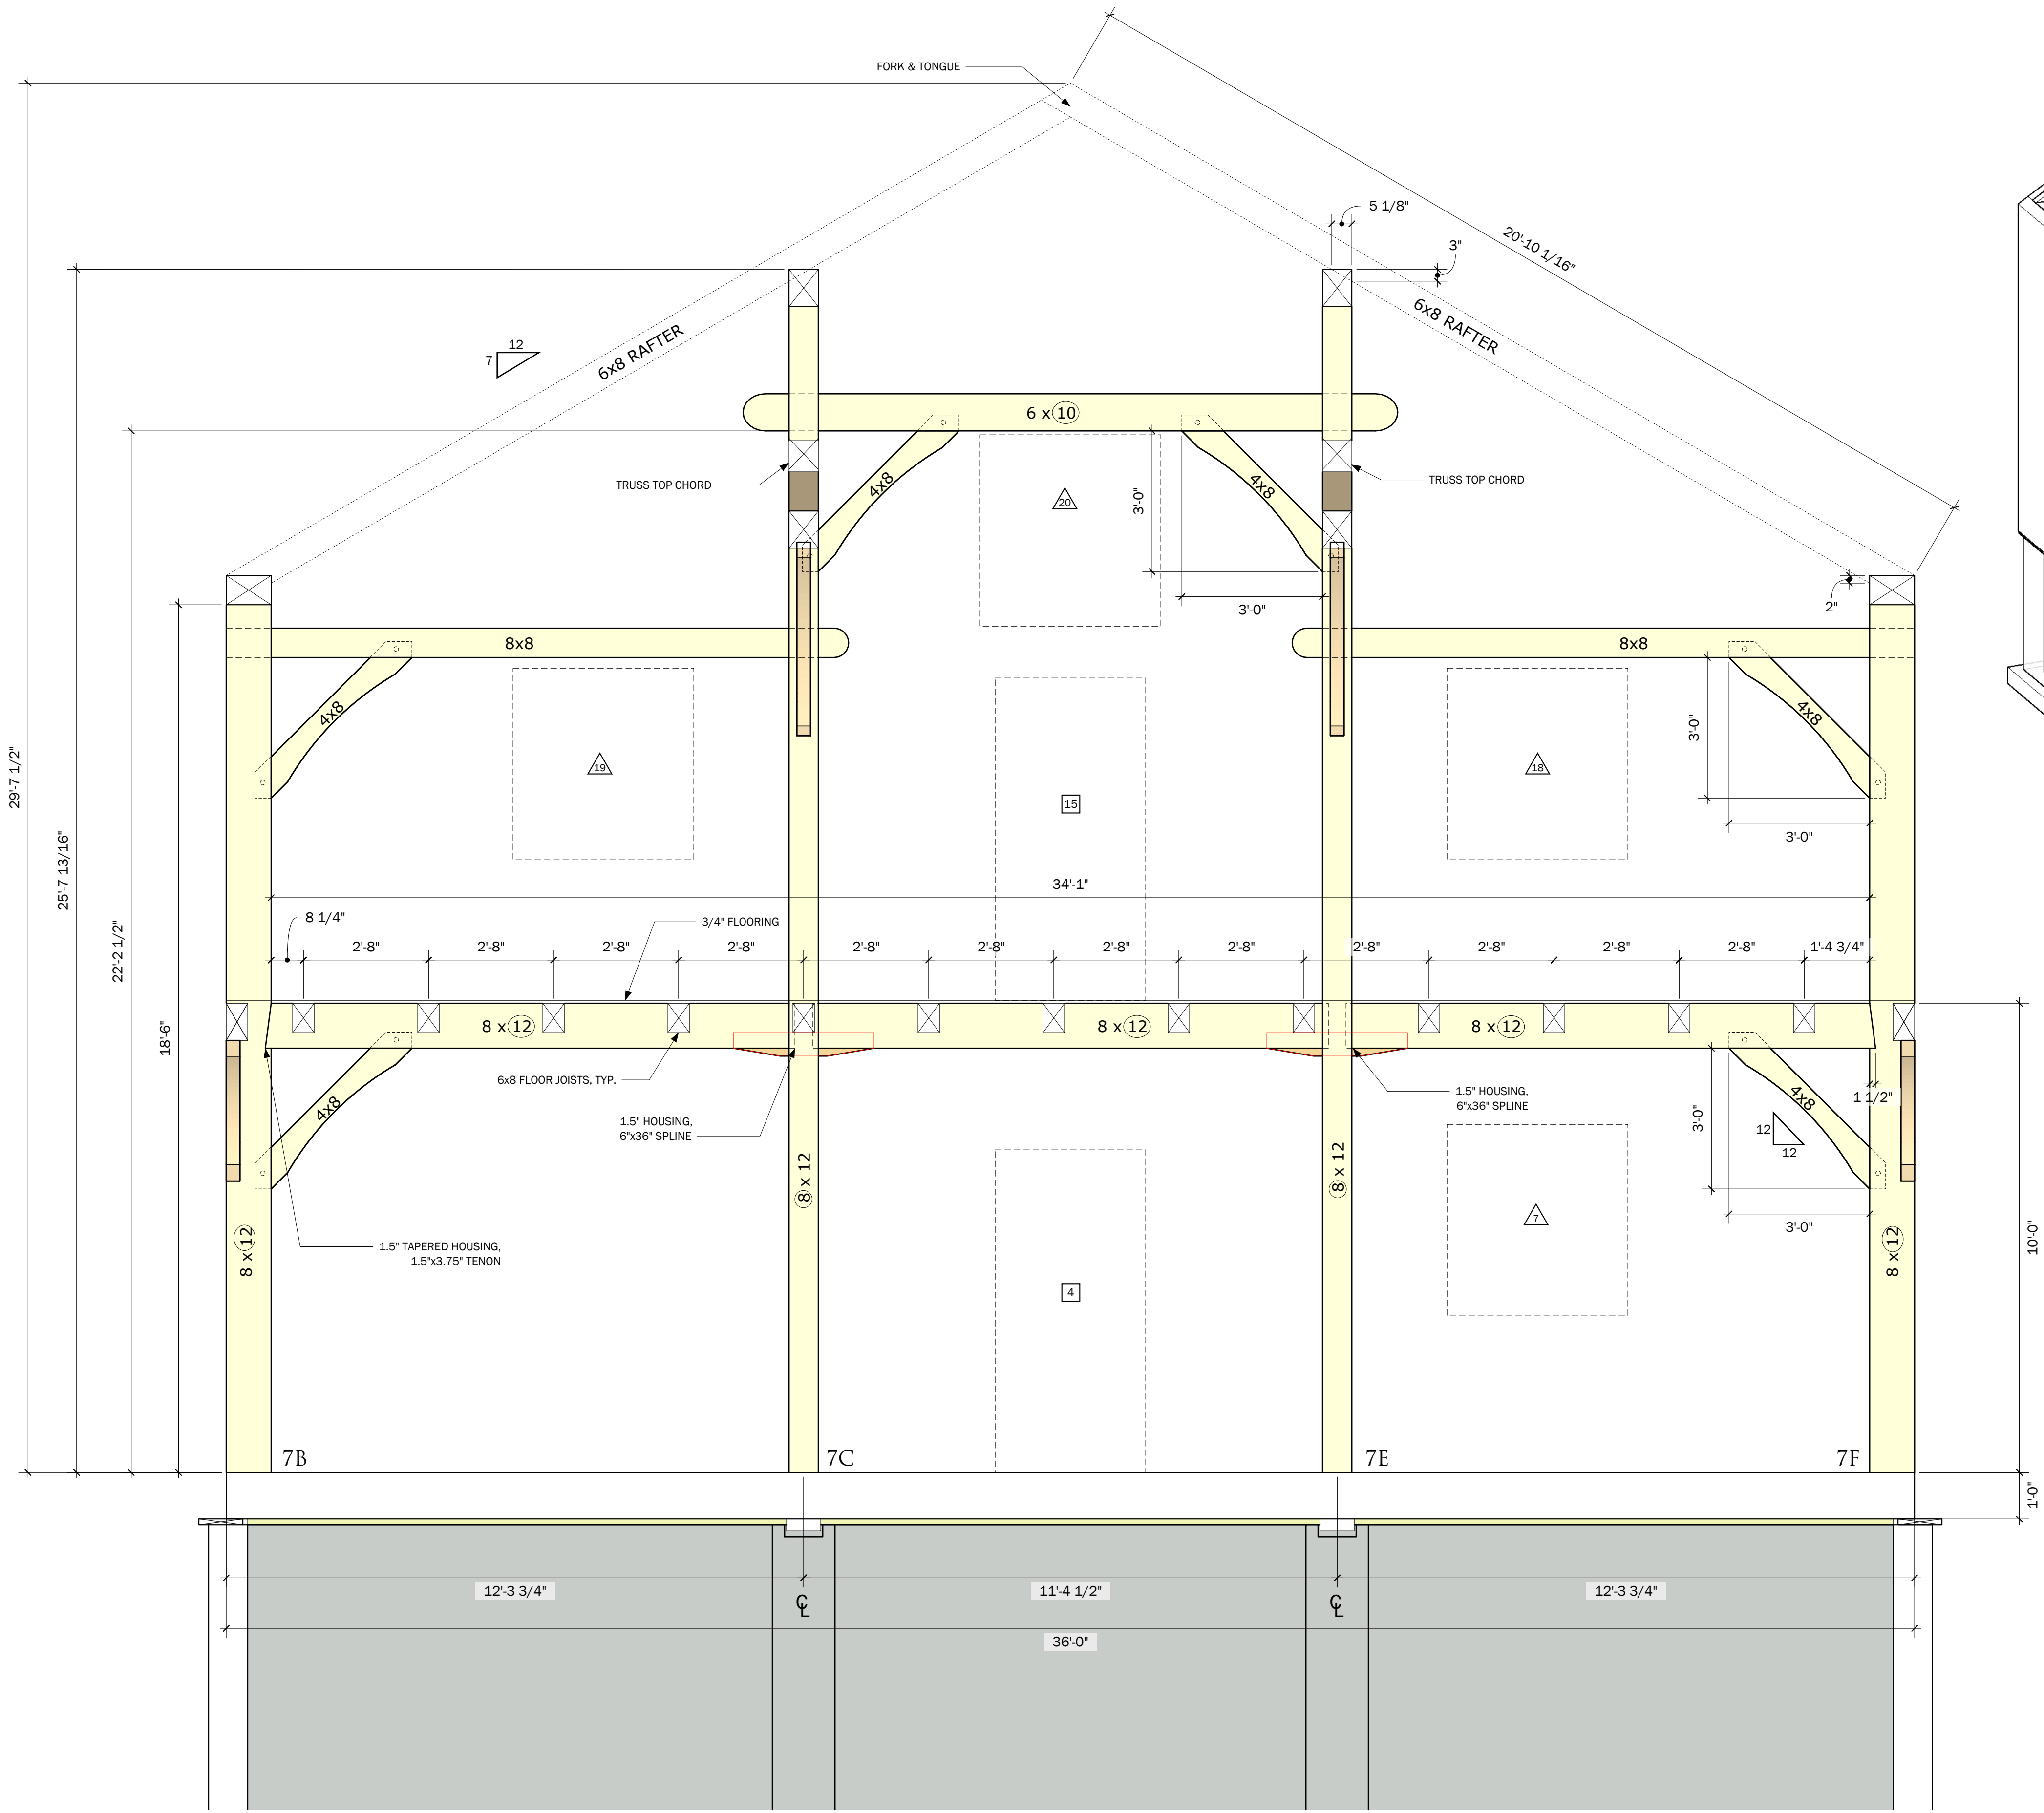 FORK & TONGUE
5 1/8"
3"
20'-10 1/16"
6x8 RAFTER
6x8 RAFTER
12
7
6 x 10
TRUSS TOP CHORD
TRUSS TOP CHORD
4x8
4x8
20
3'-0"
3'-0"
2"
8x8
8x8
4x8
4x8
19
18
3'-0"
3'-0"
15
29'-7 1/2"
25'-7 13/16"
22'-2 1/2"
18'-6"
34'-1"
8 1/4"
3/4" FLOORING
2'-8"
2'-8"
2'-8"
2'-8"
2'-8"
2'-8"
2'-8"
2'-8"
2'-8"
2'-8"
2'-8"
2'-8"
1'-4 3/4"
8 x 12
8 x 12
8 x 12
6x8 FLOOR JOISTS, TYP.
1.5" HOUSING,
6"x36" SPLINE
1.5" HOUSING,
6"x36" SPLINE
4x8
4x8
1 1/2"
3'-0"
12
12
3'-0"
8 x 12
8 x 12
8 x 12
8 x 12
7
1.5" TAPERED HOUSING,
1.5"x3.75" TENON
4
10'-0"
7B
7C
7E
7F
1'-0"
12'-3 3/4"
11'-4 1/2"
12'-3 3/4"
CL
CL
36'-0"